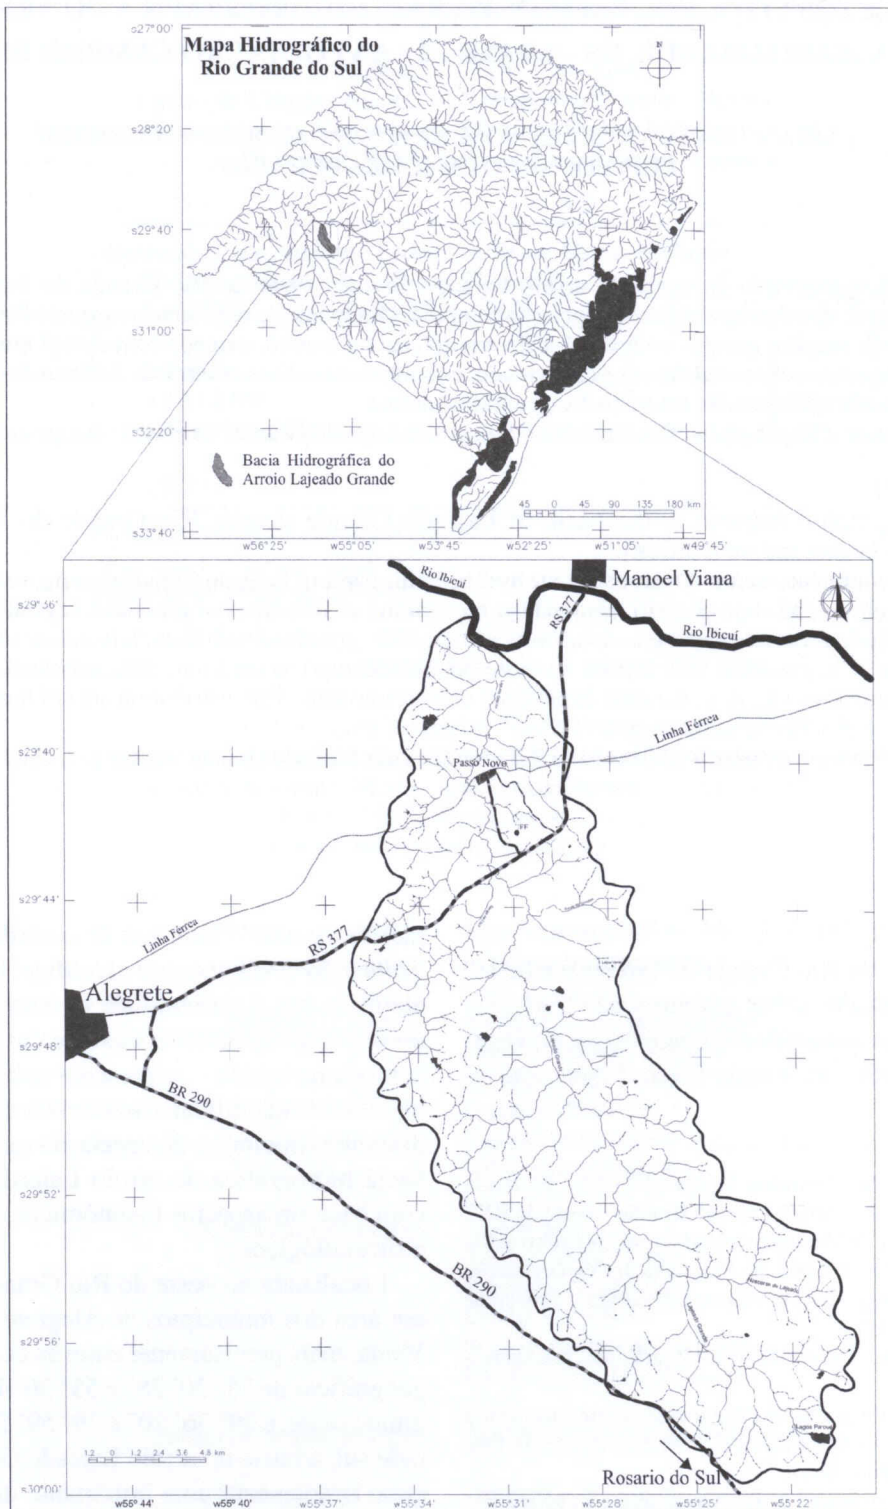 s27°00'
Mapa Hidrográfico do
Rio Grande do Sul
N
s28°20'
s29°40'
s31°00'
s32°20'
Bacia Hidrográfica do
Arroio Lajeado Grande
45 0 45 90 135 180 km
s33°40'
w56°25' w55°05' w53°45' w52°25' w51°05' w49°45'
Manoel Viana
Rio Ibicuí
RS 377
s29°36'
Rio Ibicuí
N
Linha Férrea
s29°40'
Passo Novo
s29°44'
Linha Férrea
RS 377
Alegrete
s29°48'
BR 290
s29°52'
BR 290
s29°56'
Lagoa Parové
1.2 0 1.2 2.4 3.6 4.8 km
Rosario do Sul
s30°00'
w55°44' w55°40' w55°37' w55°34' w55°31' w55°28' w55°25' w55°22'